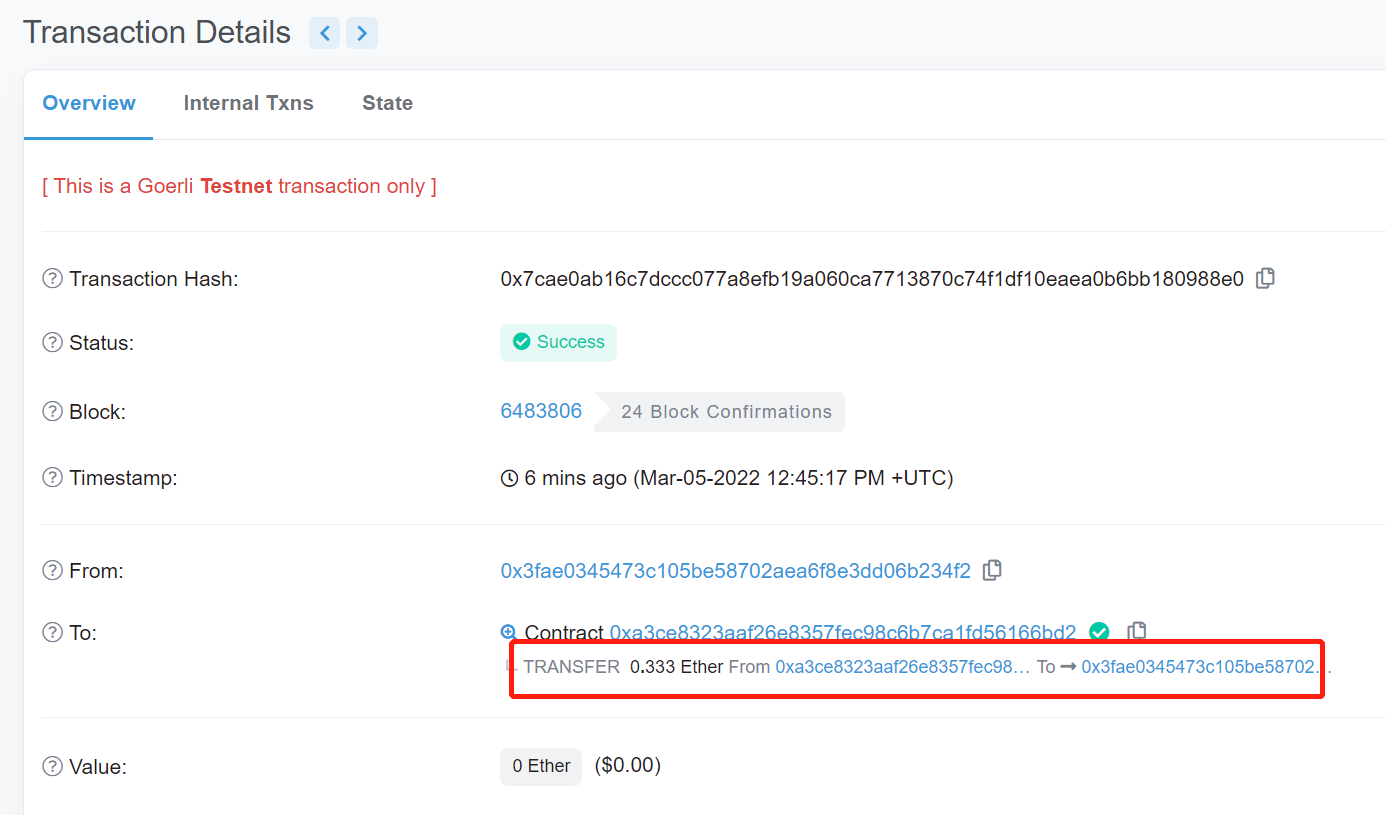 Transaction Details
Overview Internal Txns State
[ This is a Goerli Testnet transaction only ]
Transaction Hash: 0x7cae0ab16c7dccc077a8efb19a060ca7713870c74f1df10eaea0b6bb180988e0
Status: Success
Block: 6483806 24 Block Confirmations
Timestamp: 6 mins ago (Mar-05-2022 12:45:17 PM +UTC)
From: 0x3fae0345473c105be58702aea6f8e3dd06b234f2
To: Contract 0xa3ce8323aaf26e8357fec98c6b7ca1fd56166bd2
TRANSFER 0.333 Ether From 0xa3ce8323aaf26e8357fec98... To → 0x3fae0345473c105be58702...
Value: 0 Ether ($0.00)